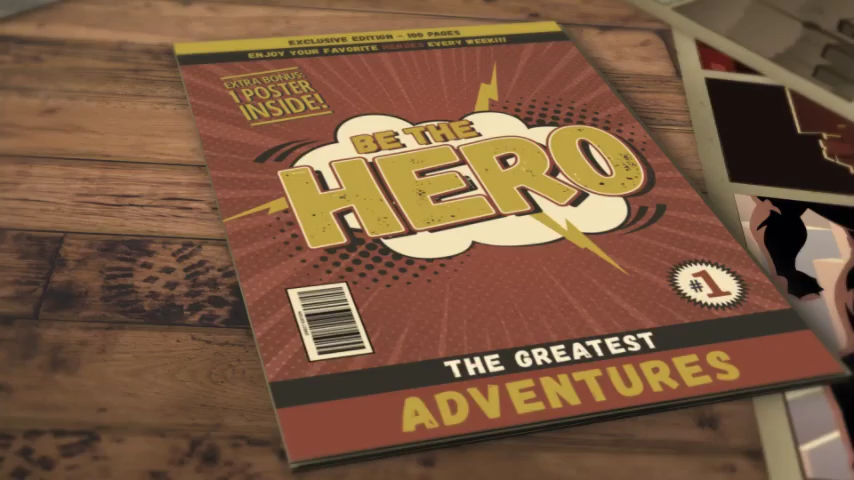 EXCLUSIVE EDITION - 100 PAGES
ENJOY YOUR FAVORITE HEROES EVERY WEEK!!!
EXTRA BONUS:
1 POSTER
INSIDE!
BE THE
HERO
#1
THE GREATEST
ADVENTURES